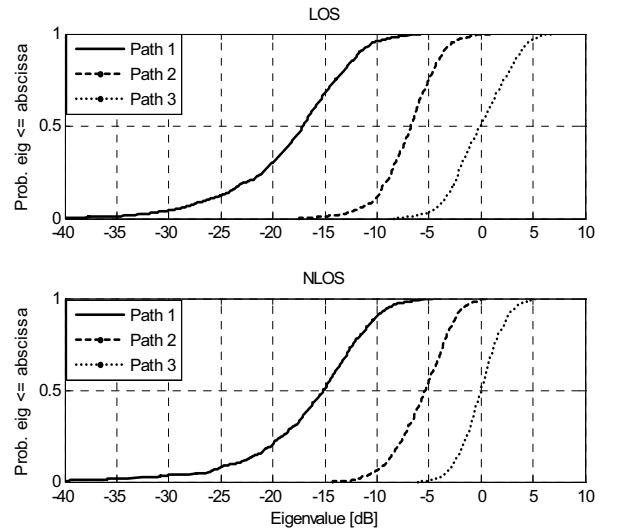 LOS
Prob. eig <= abscissa
1
0.5
0
Path 1
Path 2
Path 3
-40 -35 -30 -25 -20 -15 -10 -5 0 5 10
NLOS
Prob. eig <= abscissa
1
0.5
0
Path 1
Path 2
Path 3
-40 -35 -30 -25 -20 -15 -10 -5 0 5 10
Eigenvalue [dB]